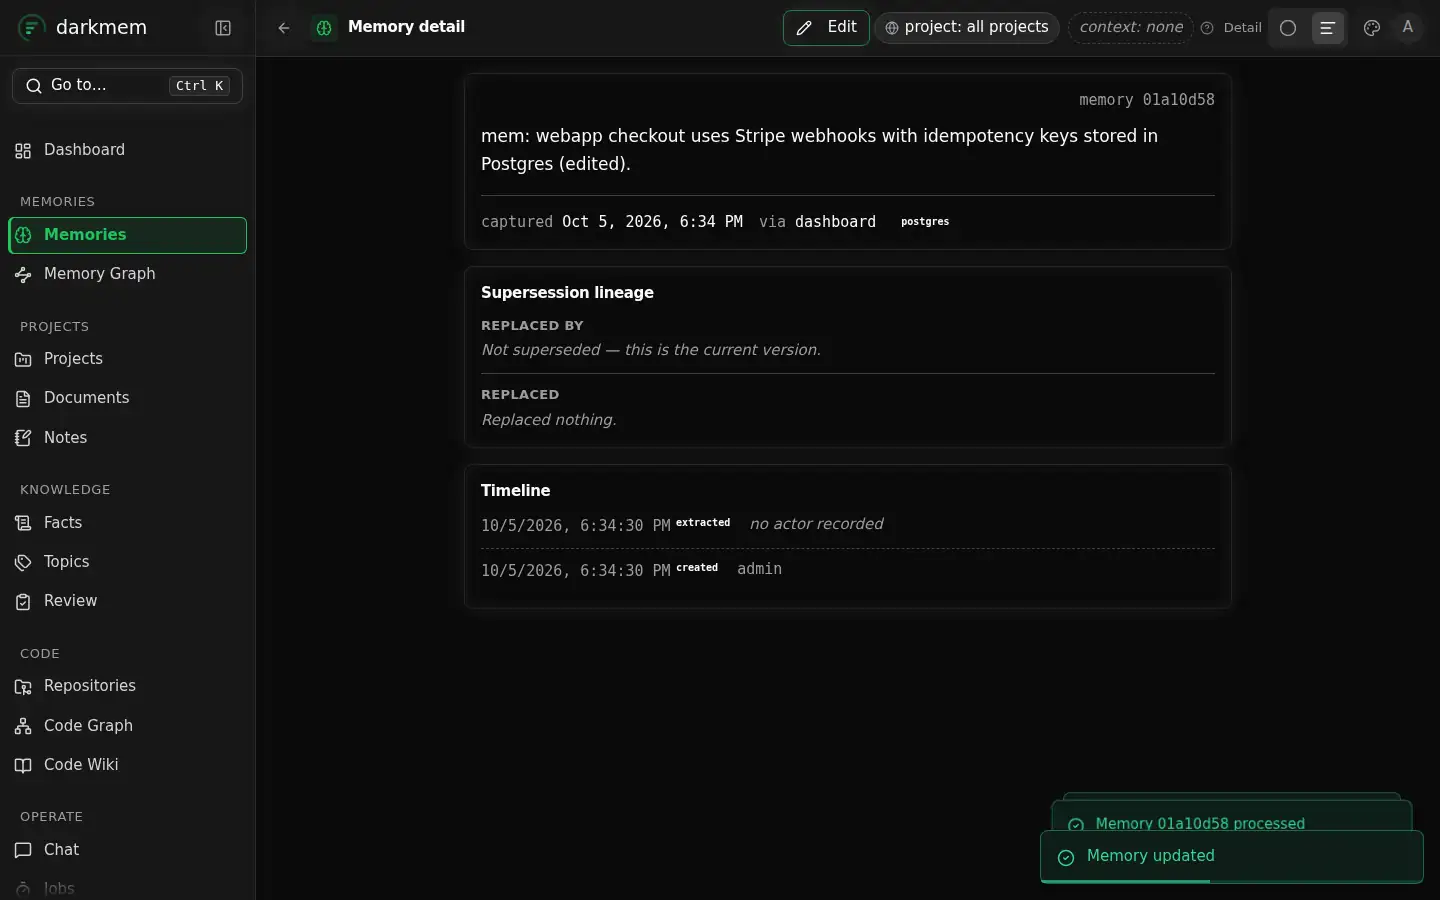 darkmem
Go to...
Ctrl K
Dashboard
MEMORIES
Memories
Memory Graph
PROJECTS
Projects
Documents
Notes
KNOWLEDGE
Facts
Topics
Review
CODE
Repositories
Code Graph
Code Wiki
OPERATE
Chat
Jobs
Memory detail
Edit
project: all projects
context: none
Detail
A
memory 01a10d58
mem: webapp checkout uses Stripe webhooks with idempotency keys stored in
Postgres (edited).
captured Oct 5, 2026, 6:34 PM via dashboard postgres
Supersession lineage
REPLACED BY
Not superseded — this is the current version.
REPLACED
Replaced nothing.
Timeline
10/5/2026, 6:34:30 PM extracted no actor recorded
10/5/2026, 6:34:30 PM created admin
Memory 01a10d58 processed
Memory updated